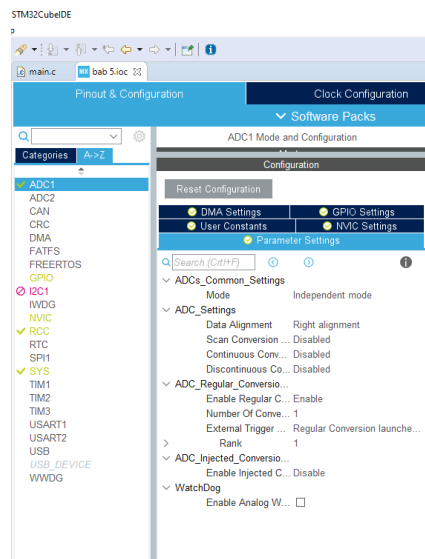 STM32CubeIDE
main.c
bab 5.ioc
Pinout & Configuration
Clock Configuration
Software Packs
Categories
A->Z
ADC1
ADC2
CAN
CRC
DMA
FATFS
FREERTOS
GPIO
I2C1
IWDG
NVIC
RCC
RTC
SPI1
SYS
TIM1
TIM2
TIM3
USART1
USART2
USB
USB_DEVICE
WWDG
ADC1 Mode and Configuration
Configuration
Reset Configuration
DMA Settings
GPIO Settings
User Constants
NVIC Settings
Parameter Settings
Search (Crtl+F)
ADCs_Common_Settings
Mode Independent mode
ADC_Settings
Data Alignment Right alignment
Scan Conversion ... Disabled
Continuous Conv... Disabled
Discontinuous Co... Disabled
ADC_Regular_Conversio...
Enable Regular C... Enable
Number Of Conve... 1
External Trigger ... Regular Conversion launche...
Rank 1
ADC_Injected_Conversio...
Enable Injected C... Disable
WatchDog
Enable Analog W...